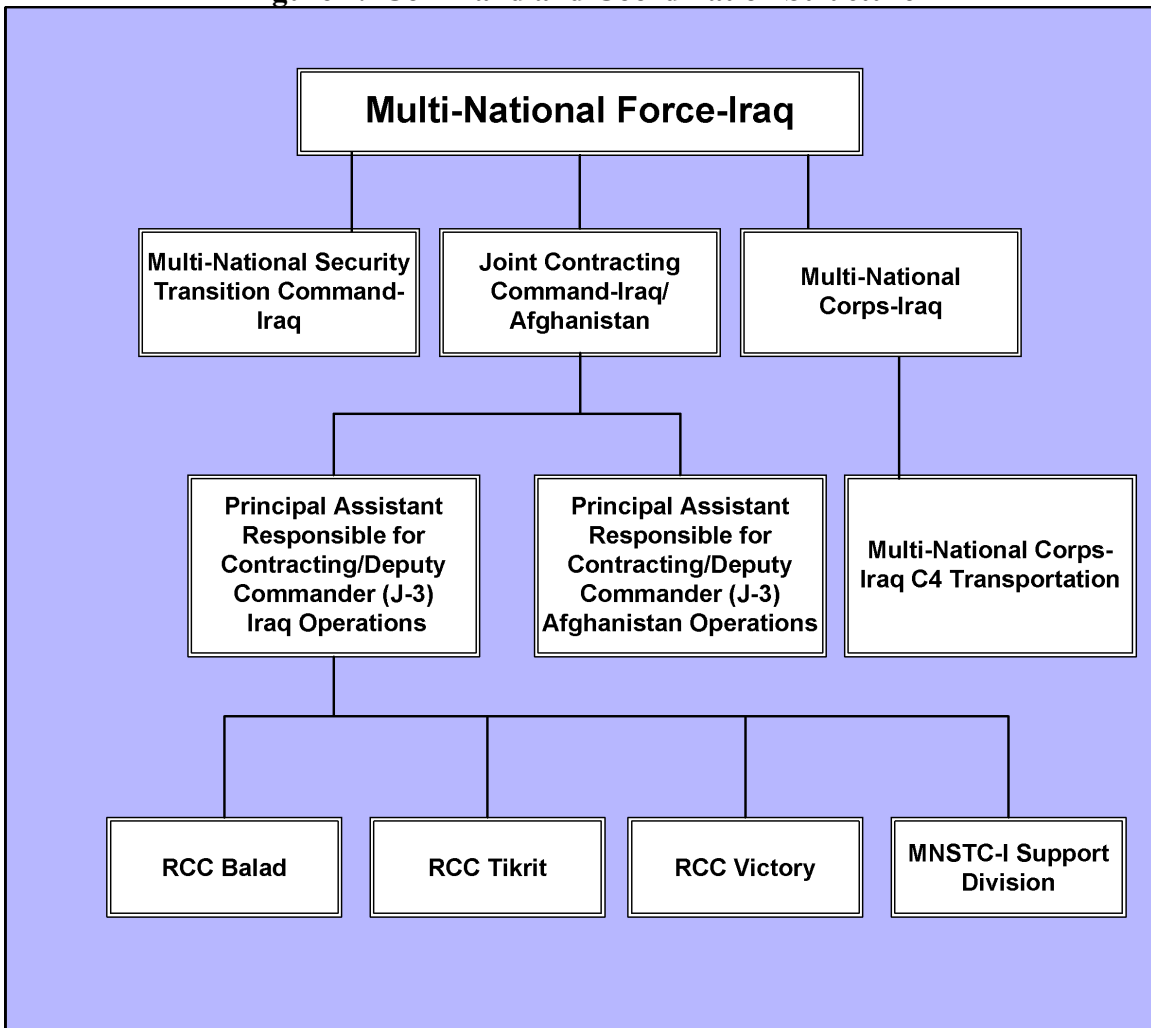 Multi-National Force-Iraq
Multi-National Security
Transition Command-
Iraq
Joint Contracting
Command-Iraq/
Afghanistan
Multi-National
Corps-Iraq
Principal Assistant
Responsible for
Contracting/Deputy
Commander (J-3)
Iraq Operations
Principal Assistant
Responsible for
Contracting/Deputy
Commander (J-3)
Afghanistan Operations
Multi-National Corps-
Iraq C4 Transportation
RCC Balad
RCC Tikrit
RCC Victory
MNSTC-I Support
Division